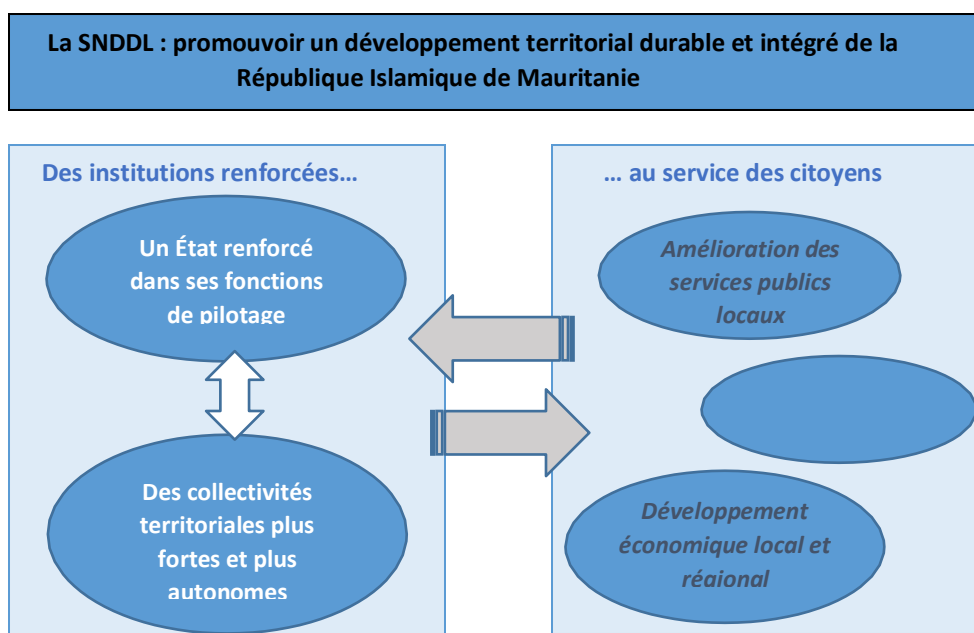 La SNDDL : promouvoir un développement territorial durable et intégré de la
République Islamique de Mauritanie
Des institutions renforcées…
Un État renforcé
dans ses fonctions
de pilotage
Des collectivités
territoriales plus
fortes et plus
autonomes
… au service des citoyens
Amélioration des
services publics
locaux
Développement
économique local et
régional